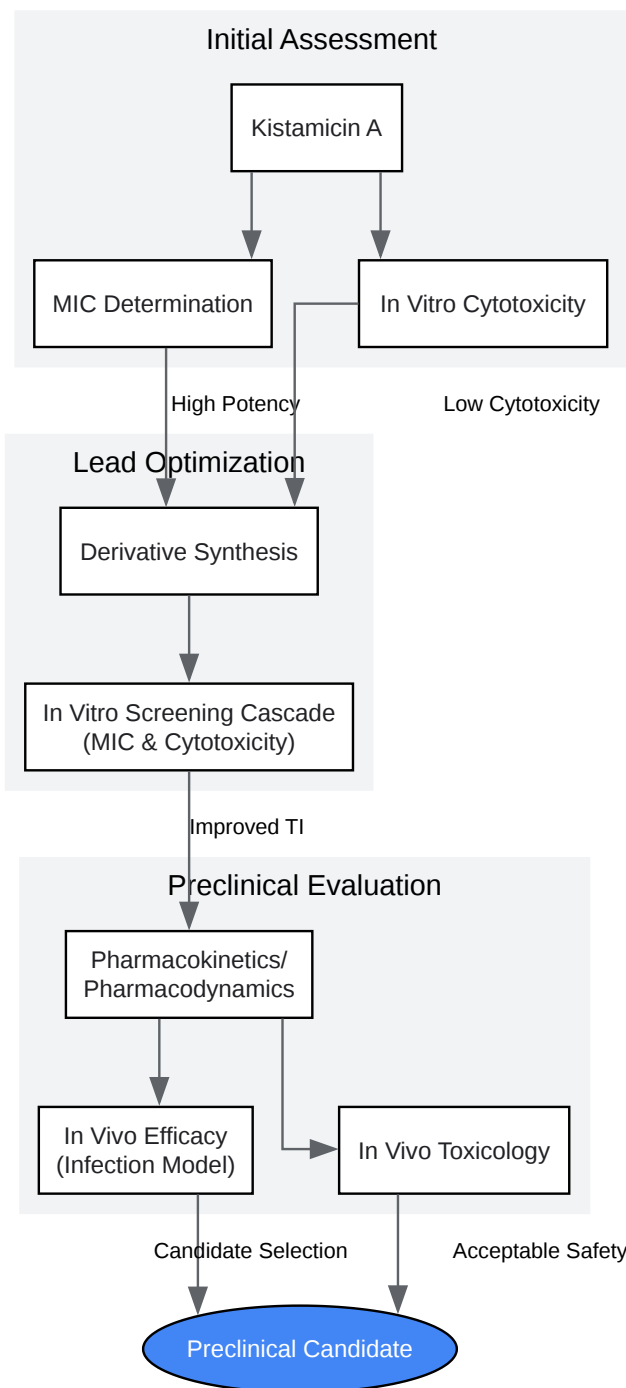 Initial Assessment
Kistamicin A
MIC Determination
In Vitro Cytotoxicity
High Potency
Low Cytotoxicity
Lead Optimization
Derivative Synthesis
In Vitro Screening Cascade
(MIC & Cytotoxicity)
Improved TI
Preclinical Evaluation
Pharmacokinetics/
Pharmacodynamics
In Vivo Efficacy
(Infection Model)
In Vivo Toxicology
Candidate Selection
Acceptable Safety
Preclinical Candidate